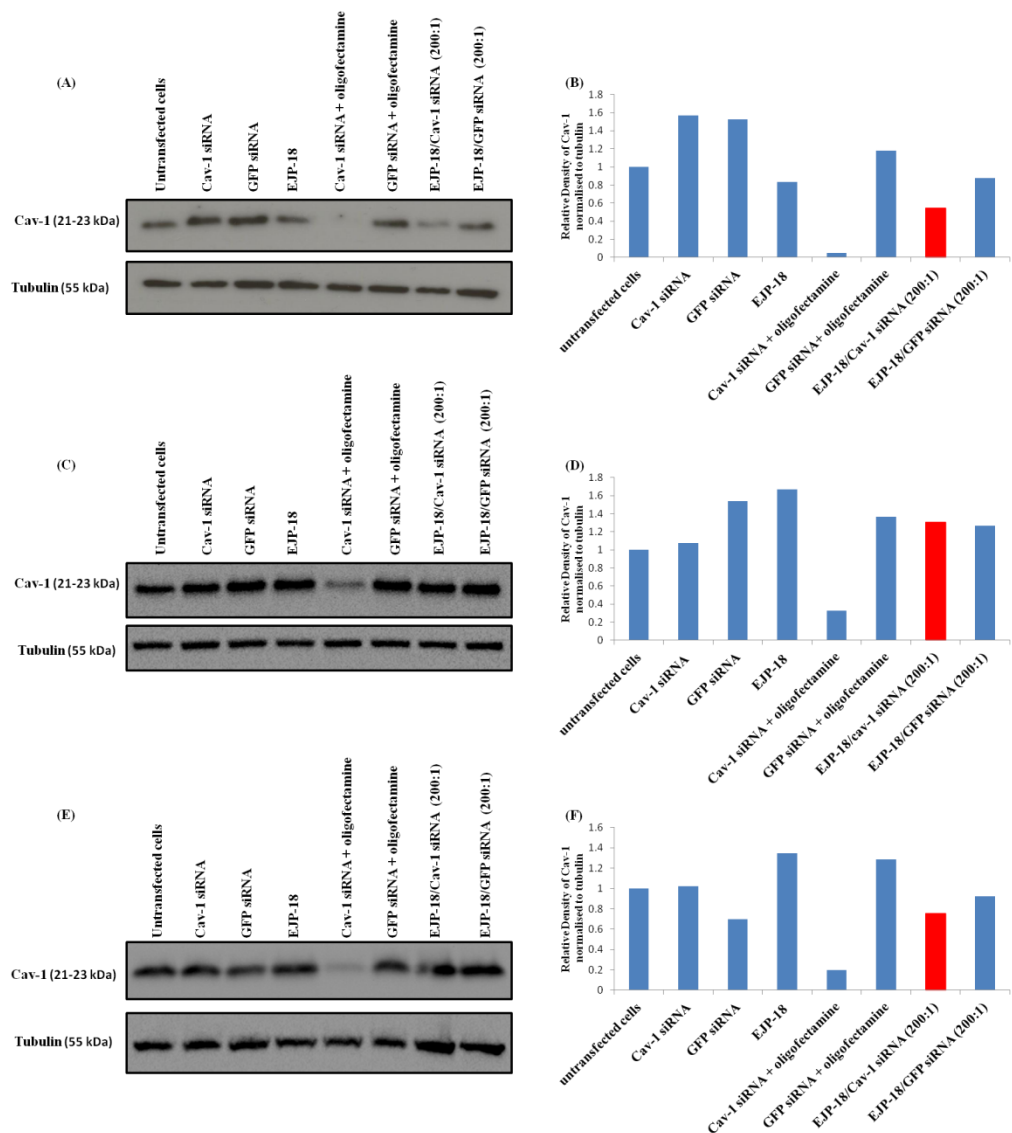 (A)
Untransfected cells
Cav-1 siRNA
GFP siRNA
EJP-18
Cav-1 siRNA + oligofectamine
GFP siRNA + oligofectamine
EJP-18/Cav-1 siRNA (200:1)
EJP-18/GFP siRNA (200:1)
Cav-1 (21-23 kDa)
Tubulin (55 kDa)
(B)
Relative Density of Cav-1
normalised to tubulin
1.8
1.6
1.4
1.2
1
0.8
0.6
0.4
0.2
0
untransfected cells
Cav-1 siRNA
GFP siRNA
EJP-18
Cav-1 siRNA + oligofectamine
GFP siRNA + oligofectamine
EJP-18/Cav-1 siRNA (200:1)
EJP-18/GFP siRNA (200:1)
(C)
Untransfected cells
Cav-1 siRNA
GFP siRNA
EJP-18
Cav-1 siRNA + oligofectamine
GFP siRNA + oligofectamine
EJP-18/Cav-1 siRNA (200:1)
EJP-18/GFP siRNA (200:1)
Cav-1 (21-23 kDa)
Tubulin (55 kDa)
(D)
Relative Density of Cav-1
normalised to tubulin
1.8
1.6
1.4
1.2
1
0.8
0.6
0.4
0.2
0
untransfected cells
Cav-1 siRNA
GFP siRNA
EJP-18
Cav-1 siRNA + oligofectamine
GFP siRNA + oligofectamine
EJP-18/cav-1 siRNA (200:1)
EJP-18/GFP siRNA (200:1)
(E)
Untransfected cells
Cav-1 siRNA
GFP siRNA
EJP-18
Cav-1 siRNA + oligofectamine
GFP siRNA + oligofectamine
EJP-18/Cav-1 siRNA (200:1)
EJP-18/GFP siRNA (200:1)
Cav-1 (21-23 kDa)
Tubulin (55 kDa)
(F)
Relative Density of Cav-1
normalised to tubulin
1.6
1.4
1.2
1
0.8
0.6
0.4
0.2
0
untransfected cells
Cav-1 siRNA
GFP siRNA
EJP-18
Cav-1 siRNA + oligofectamine
GFP siRNA + oligofectamine
EJP-18/Cav-1 siRNA (200:1)
EJP-18/GFP siRNA (200:1)